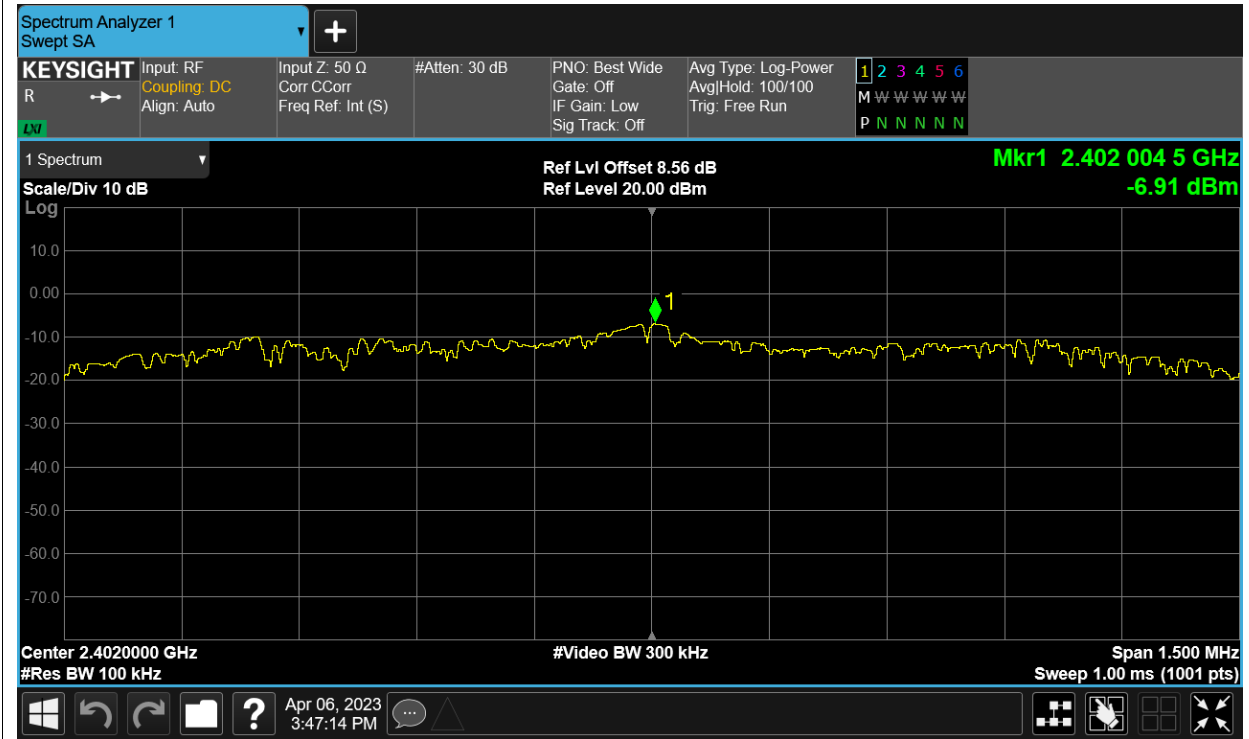 Spectrum Analyzer 1
Swept SA
+
KEYSIGHT Input: RF Input Z: 50 Ω #Atten: 30 dB PNO: Best Wide Avg Type: Log-Power 1 2 3 4 5 6
R Coupling: DC Corr CCorr Gate: Off Avg|Hold: 100/100 M W W W W W
Align: Auto Freq Ref: Int (S) IF Gain: Low Trig: Free Run
LXI Sig Track: Off P N N N N N
1 Spectrum
Scale/Div 10 dB
Ref Lvl Offset 8.56 dB
Ref Level 20.00 dBm
Mkr1 2.402 004 5 GHz
-6.91 dBm
Log
10.0
0.00
1
-10.0
-20.0
-30.0
-40.0
-50.0
-60.0
-70.0
Center 2.4020000 GHz #Video BW 300 kHz Span 1.500 MHz
#Res BW 100 kHz Sweep 1.00 ms (1001 pts)
? Apr 06, 2023
3:47:14 PM